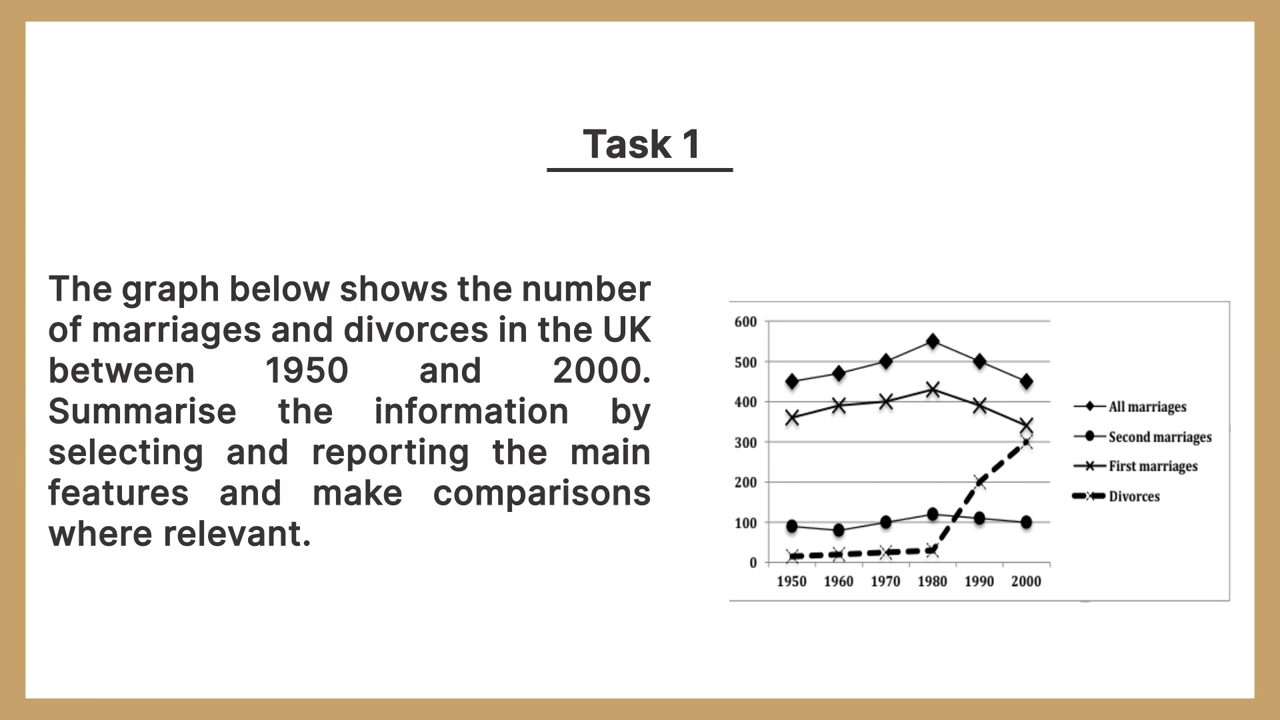 Task 1
The graph below shows the number
of marriages and divorces in the UK
between 1950 and 2000.
Summarise the information by
selecting and reporting the main
features and make comparisons
where relevant.
600
500
400
300
200
100
0
1950 1960 1970 1980 1990 2000
All marriages
Second marriages
First marriages
Divorces